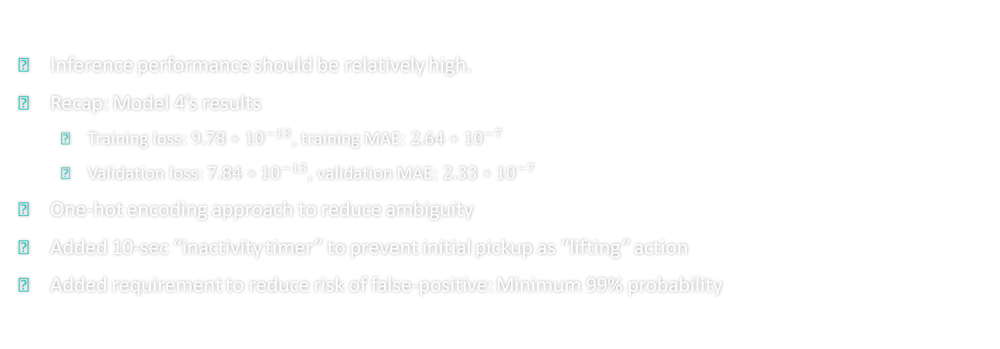 Inference performance should be relatively high.
Recap: Model 4’s results
Training loss: 9.78 ∗ 10⁻¹³, training MAE: 2.64 ∗ 10⁻⁷
Validation loss: 7.84 ∗ 10⁻¹³, validation MAE: 2.33 ∗ 10⁻⁷
One-hot encoding approach to reduce ambiguity
Added 10-sec “inactivity timer” to prevent initial pickup as “lifting” action
Added requirement to reduce risk of false-positive: Minimum 99% probability